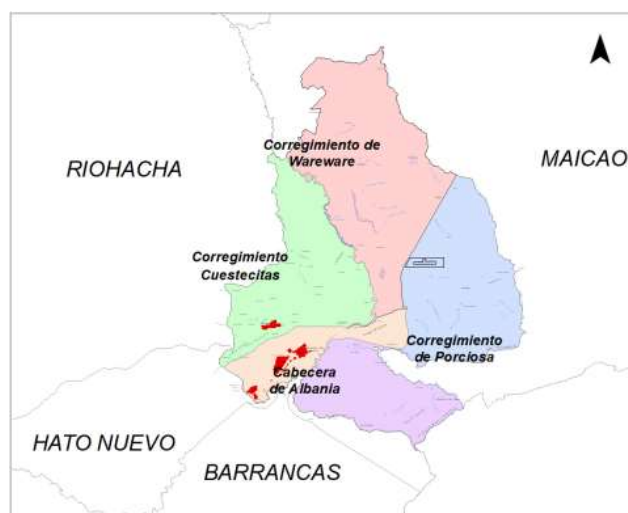 Corregimiento de
Wareware
RIOHACHA
MAICAO
Corregimiento
Cuestecitas
Corregimiento
de Porciosa
Cabecera
de Albania
HATO NUEVO
BARRANCAS